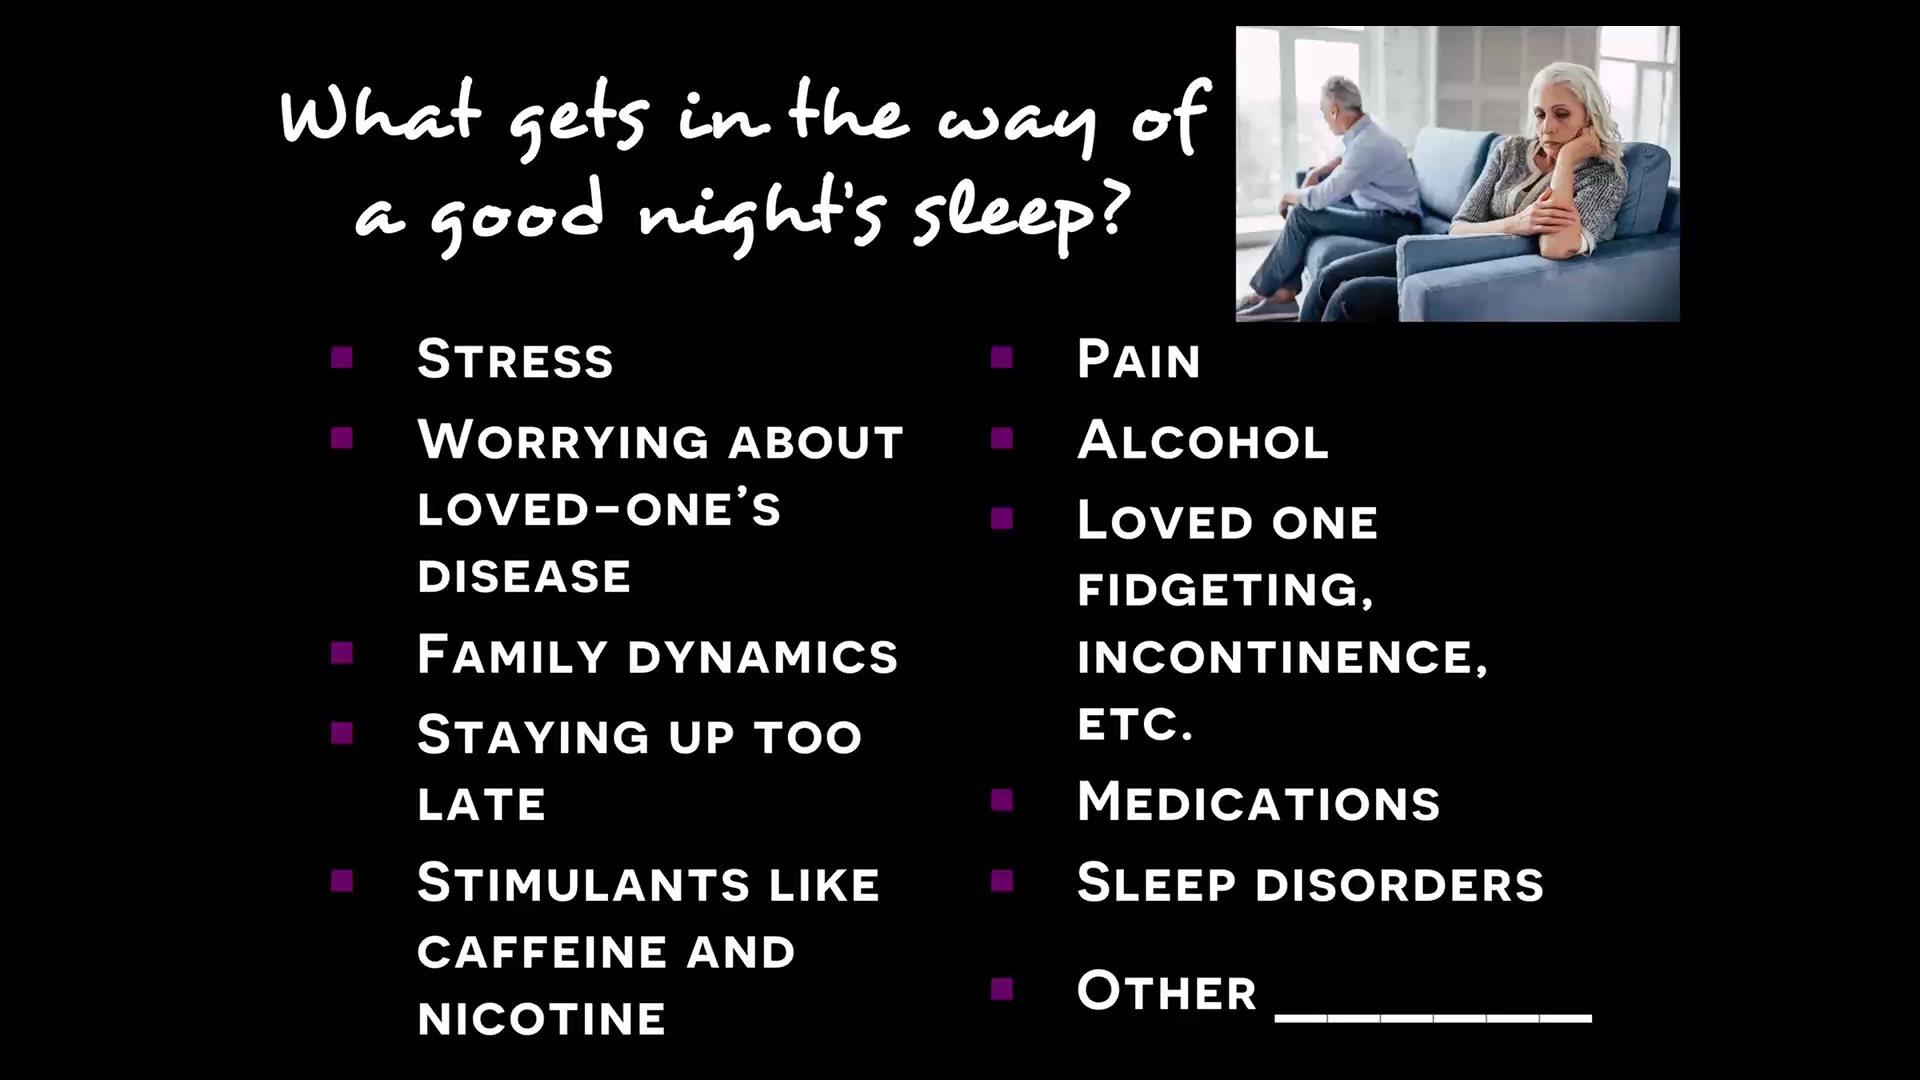 What gets in the way of
a good night's sleep?
Stress
Worrying about
loved-one's
disease
Family dynamics
Staying up too
late
Stimulants like
caffeine and
nicotine
Pain
Alcohol
Loved one
fidgeting,
incontinence,
etc.
Medications
Sleep disorders
Other ______